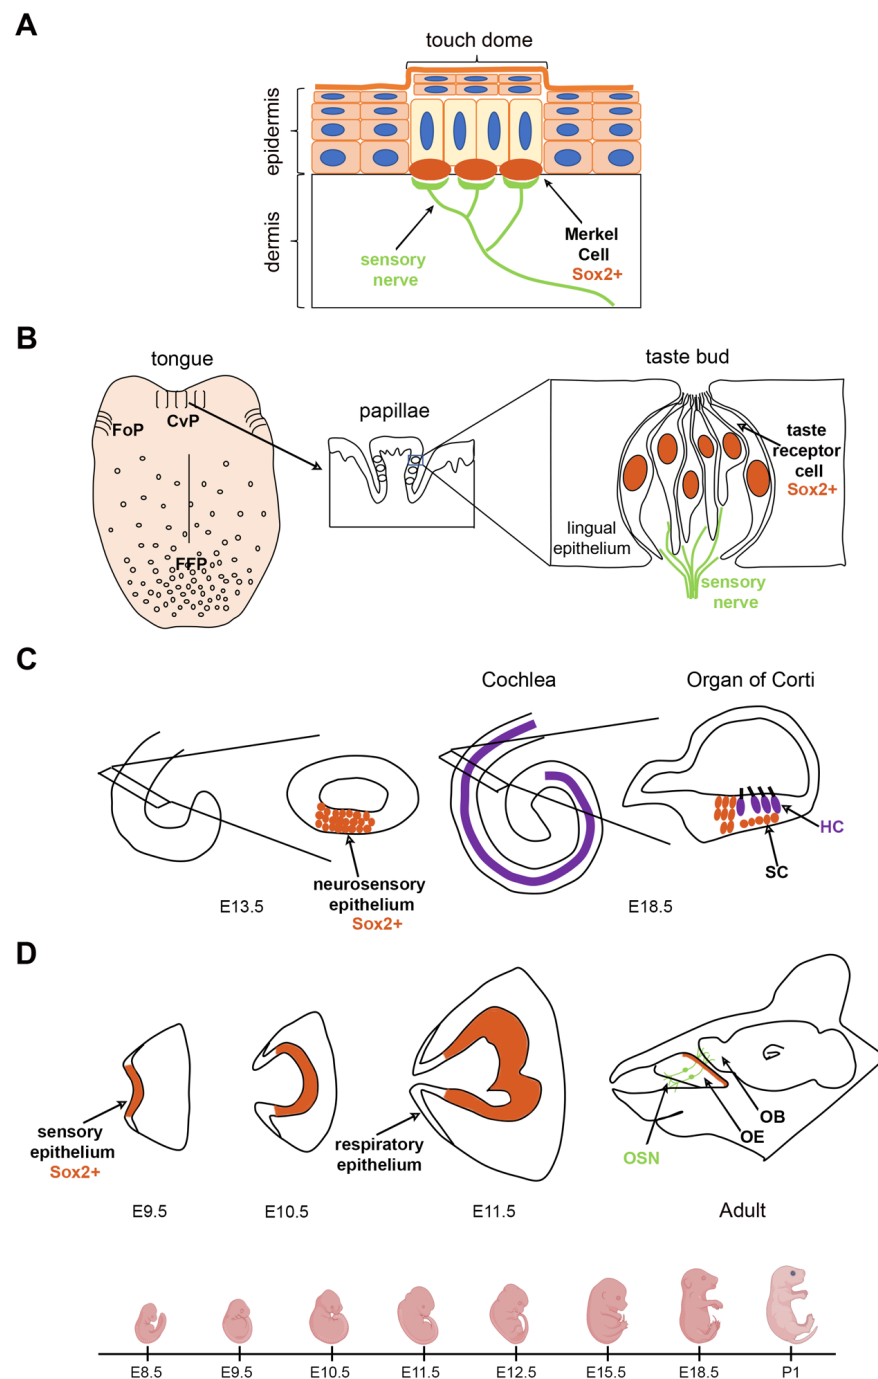 A
touch dome
epidermis
dermis
sensory
nerve
Merkel
Cell
Sox2+
B
tongue
FoP
CvP
FFP
papillae
taste bud
taste
receptor
cell
Sox2+
lingual
epithelium
sensory
nerve
C
Cochlea
Organ of Corti
HC
SC
neurosensory
epithelium
Sox2+
E13.5
E18.5
D
sensory
epithelium
Sox2+
respiratory
epithelium
OB
OE
OSN
E9.5
E10.5
E11.5
Adult
E8.5
E9.5
E10.5
E11.5
E12.5
E15.5
E18.5
P1